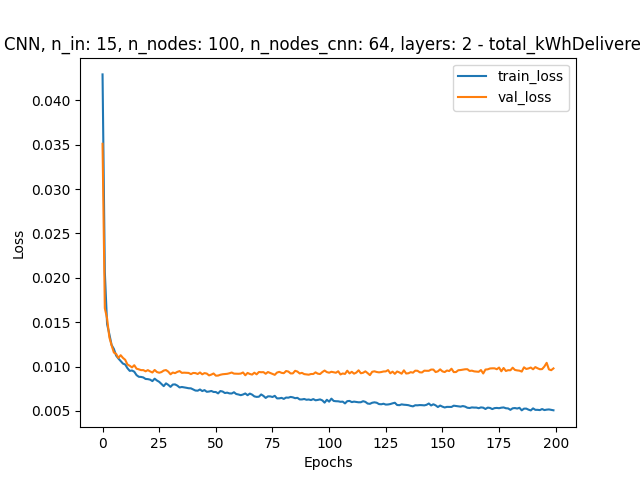 CNN, n_in: 15, n_nodes: 100, n_nodes_cnn: 64, layers: 2 - total_kWhDelivere
train_loss
val_loss
0.040
0.035
0.030
0.025
0.020
0.015
0.010
0.005
Loss
0 25 50 75 100 125 150 175 200
Epochs